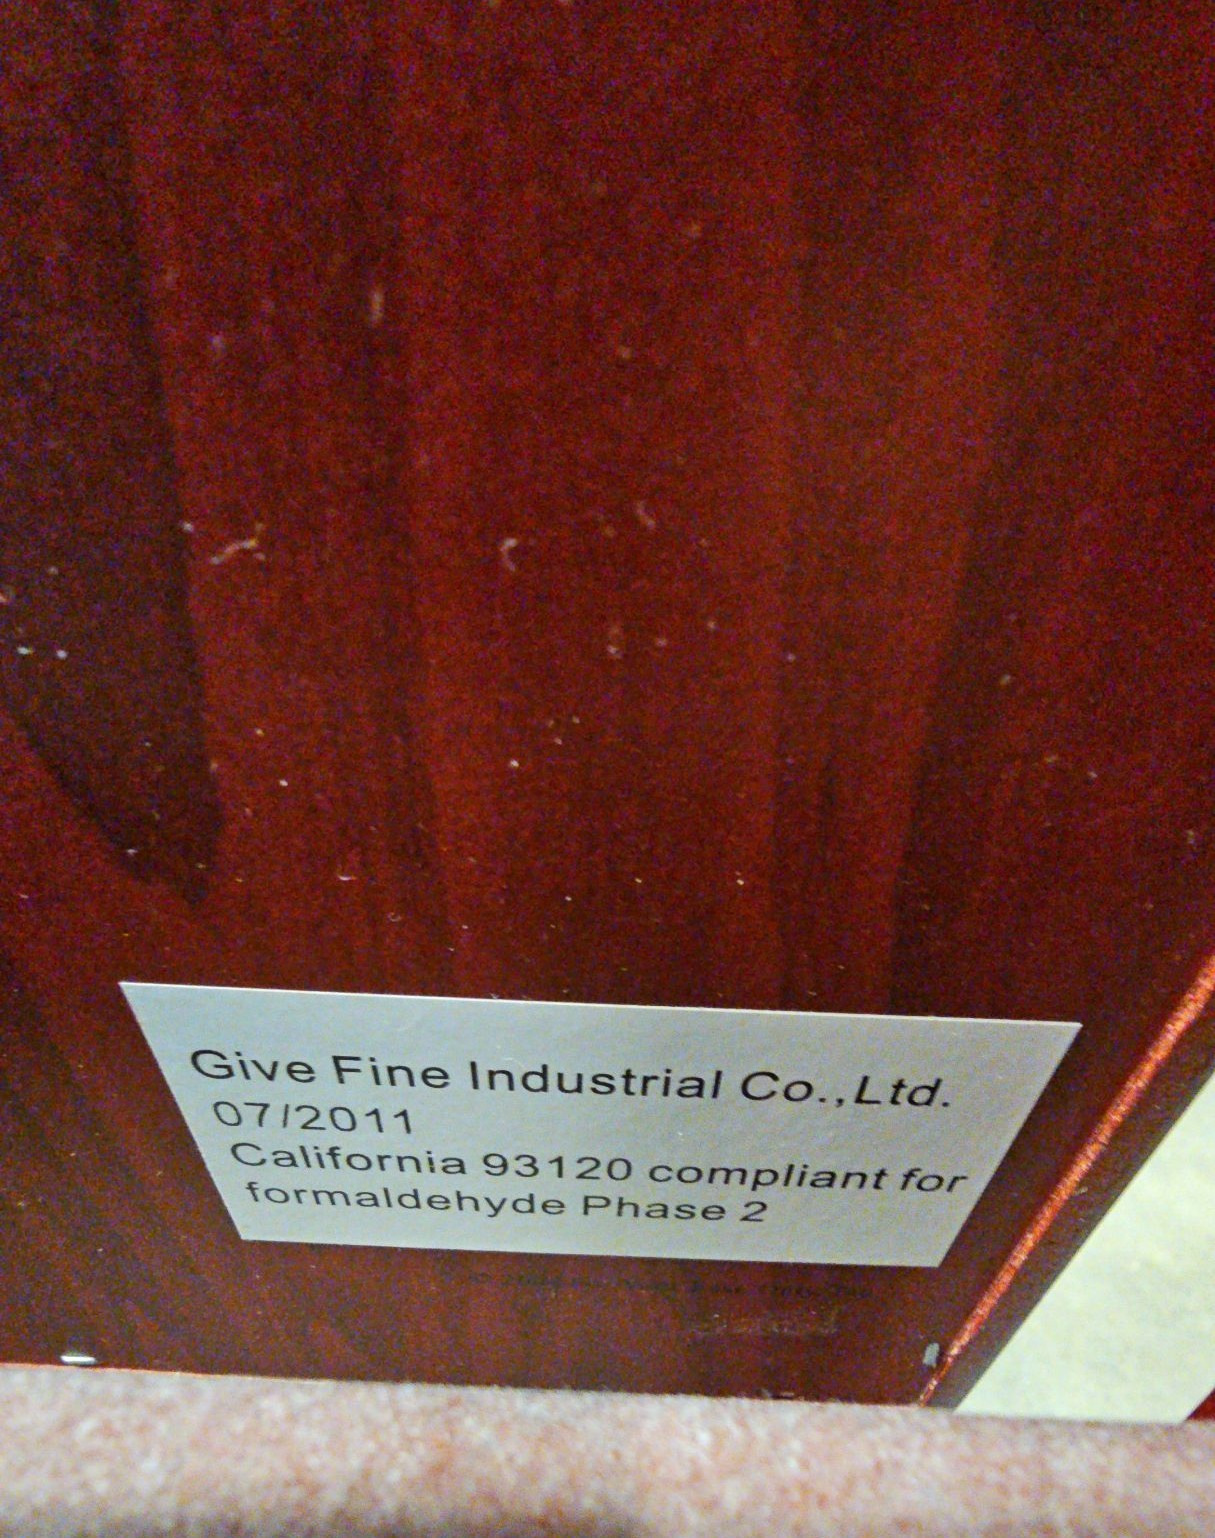 Give Fine Industrial Co.,Ltd.
07/2011
California 93120 compliant for
formaldehyde Phase 2